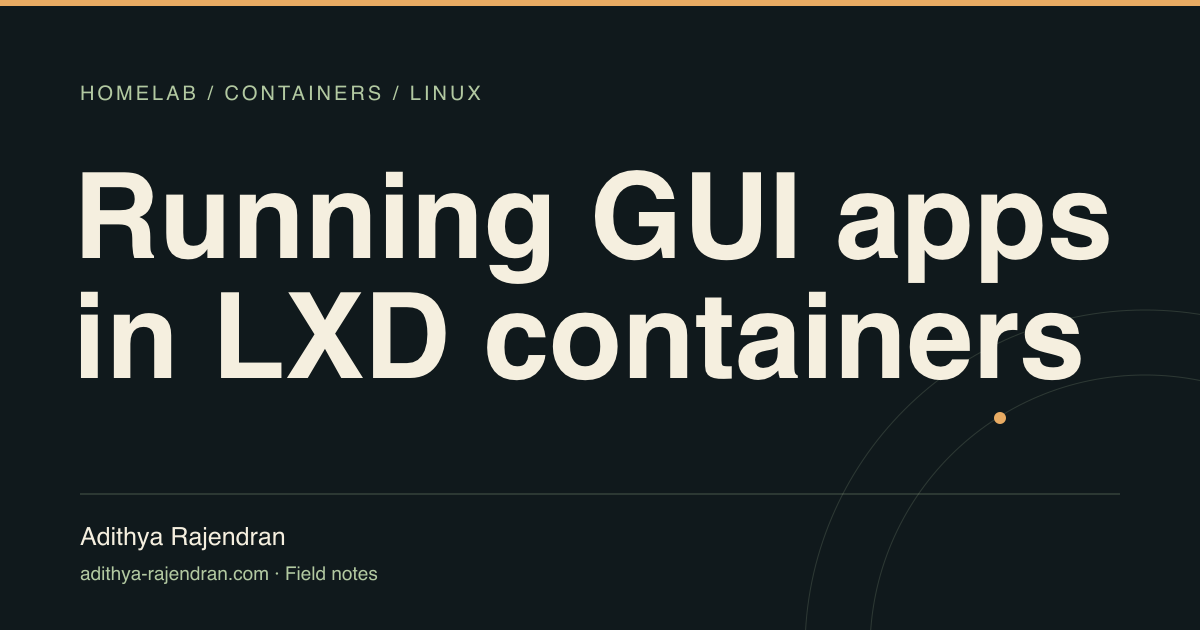 HOMELAB / CONTAINERS / LINUX
Running GUI apps
in LXD containers
Adithya Rajendran
adithya-rajendran.com · Field notes